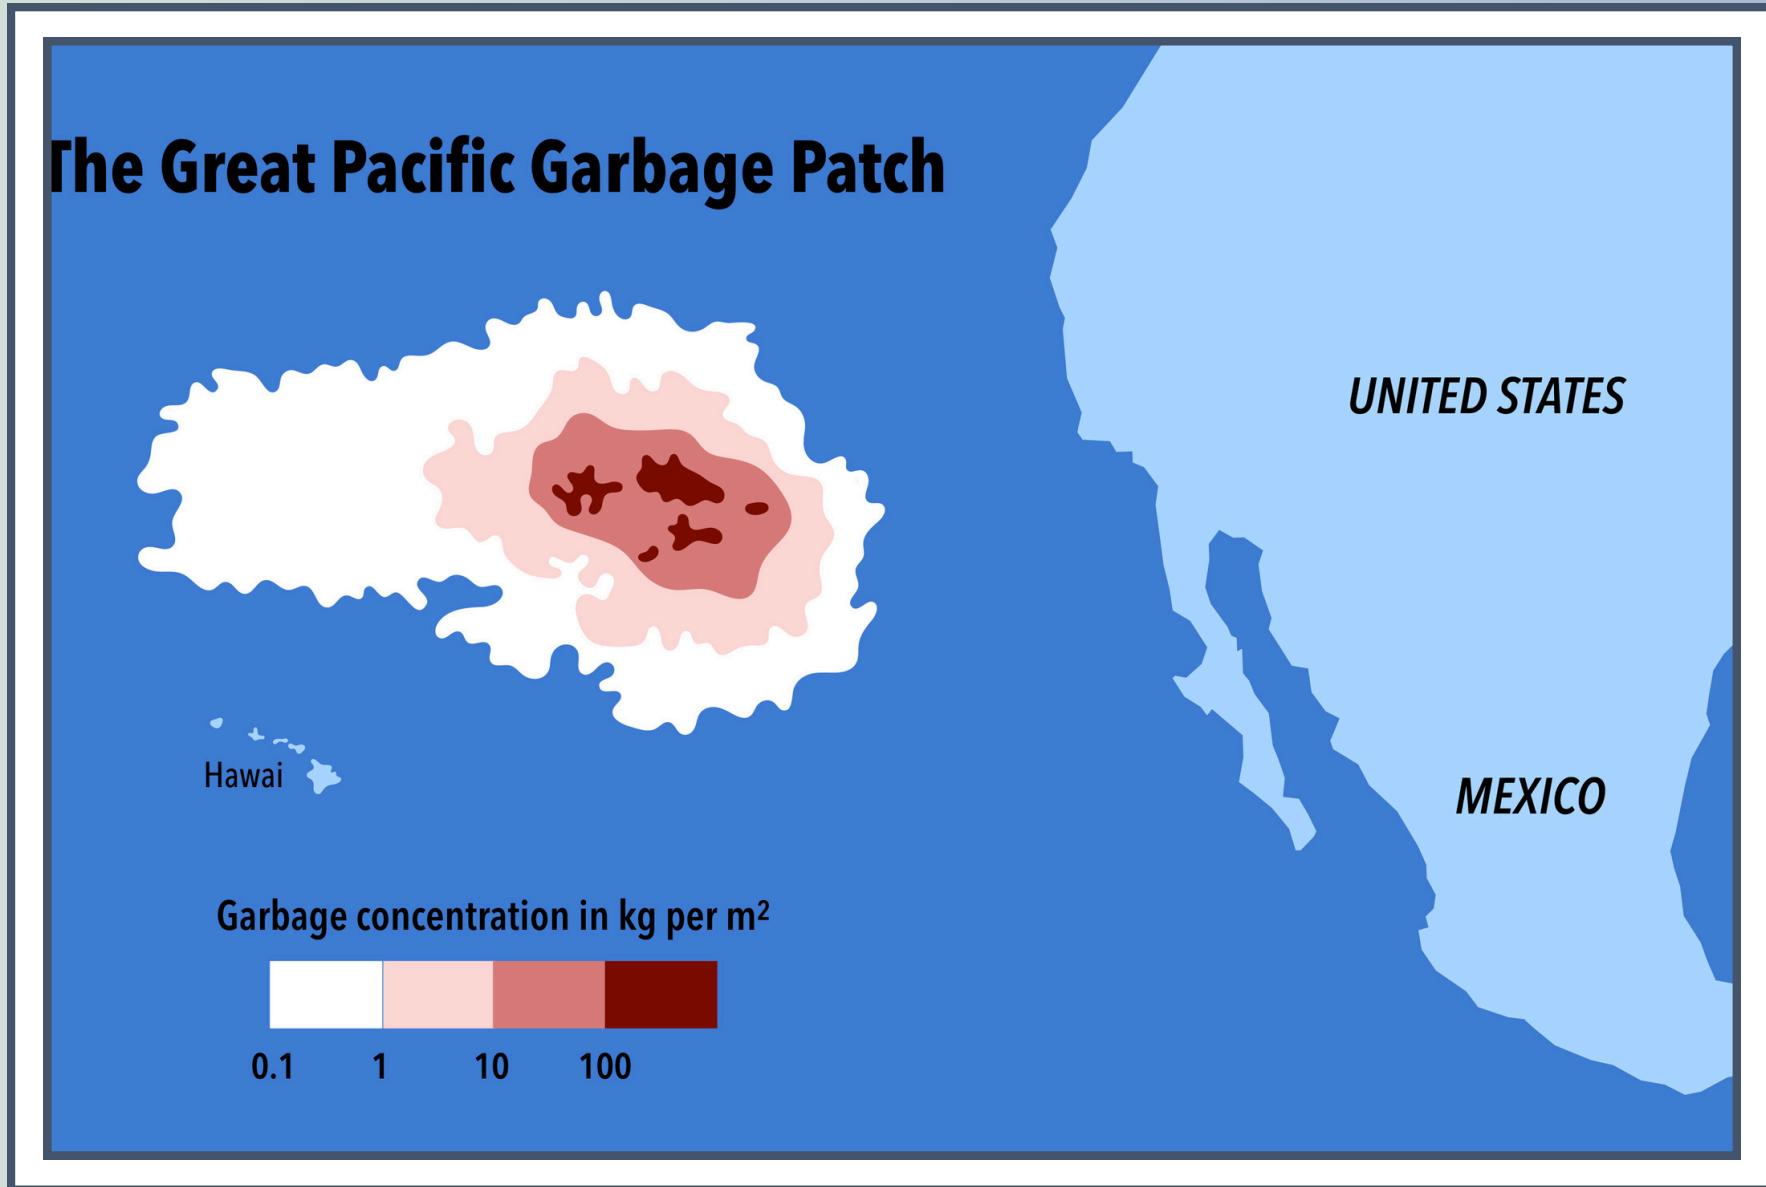 The Great Pacific Garbage Patch
UNITED STATES
Hawai
MEXICO
Garbage concentration in kg per m²
0.1 1 10 100